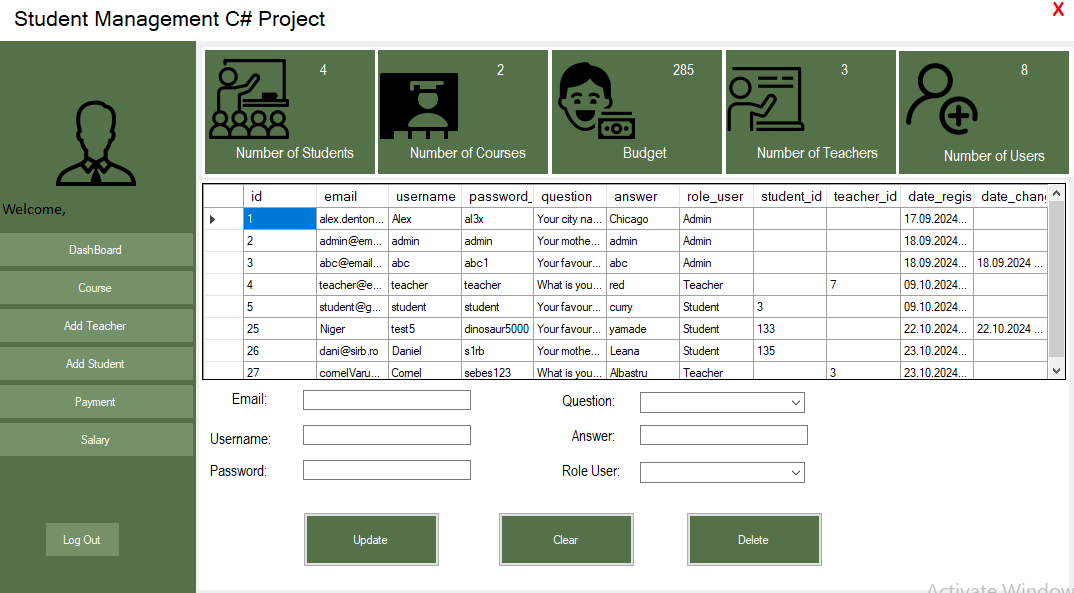 Student Management C# Project
X
4
2
285
3
8
Number of Students
Number of Courses
Budget
Number of Teachers
Number of Users
Welcome,
DashBoard
Course
Add Teacher
Add Student
Payment
Salary
Log Out
id email username password_ question answer role_user student_id teacher_id date_regis date_chang
1 alex.denton... Alex al3x Your city na... Chicago Admin 17.09.2024...
2 admin@em... admin admin Your mothe... admin Admin 18.09.2024...
3 abc@email... abc abc1 Your favour... abc Admin 18.09.2024... 18.09.2024 ...
4 teacher@e... teacher teacher What is you... red Teacher 7 09.10.2024...
5 student@g... student student Your favour... curry Student 3 09.10.2024...
25 Niger test5 dinosaur5000 Your favour... yamade Student 133 22.10.2024... 22.10.2024 ...
26 dani@sirb.ro Daniel s1rb Your mothe... Leana Student 135 23.10.2024...
27 cornelVaru... Cornel sebes123 What is you... Albastru Teacher 3 23.10.2024...
Email:
Question:
Username:
Answer:
Password:
Role User:
Update
Clear
Delete
Activate Window